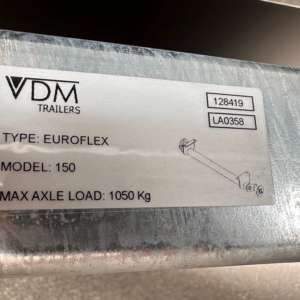 VDM
TRAILERS
128419
LA0358
TYPE: EUROFLEX
MODEL: 150
MAX AXLE LOAD: 1050 Kg